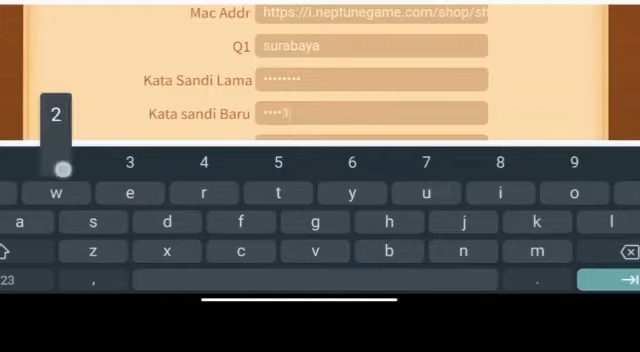 Mac Addr https://i.neptunegame.com/shop/sh
Q1 surabaya
Kata Sandi Lama ••••••••
Kata sandi Baru ••••1
2
3 4 5 6 7 8 9
w e r t y u i o
a s d f g h j k l
z x c v b n m
23 , .